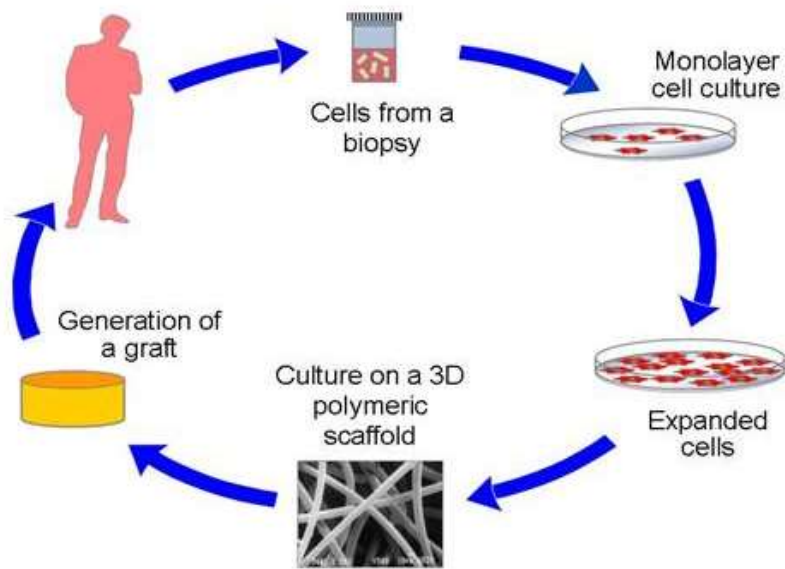 Cells from a
biopsy
Monolayer
cell culture
Expanded
cells
Culture on a 3D
polymeric
scaffold
Generation of
a graft